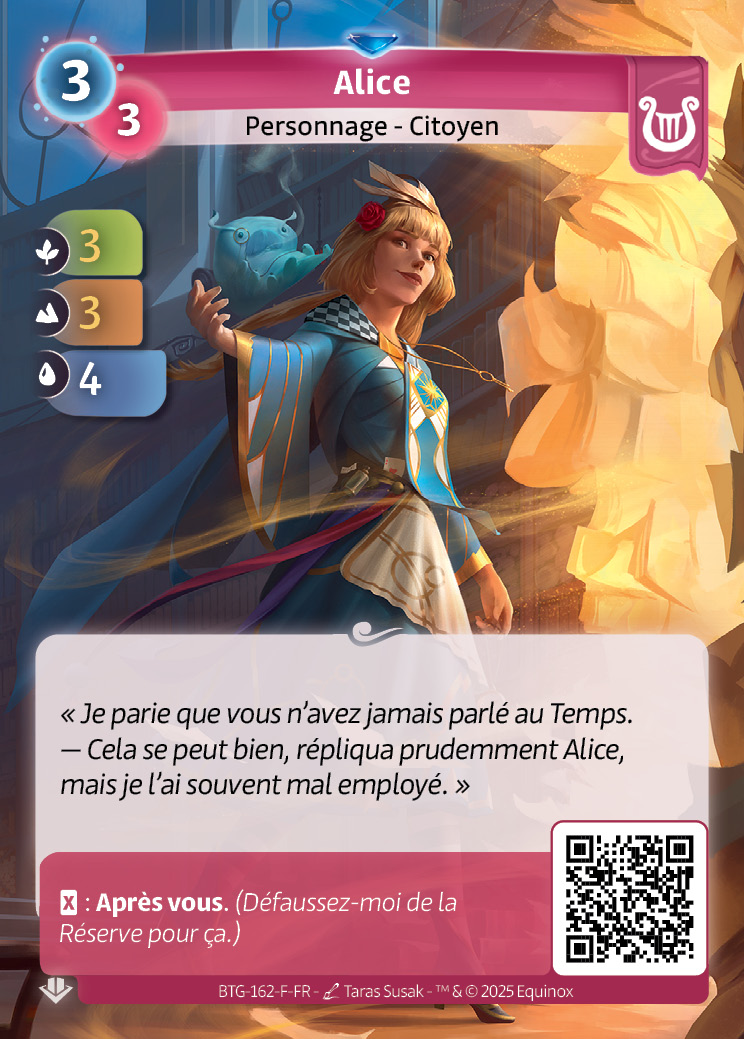 3
Alice
3
Personnage - Citoyen
3
3
4
« Je parie que vous n’avez jamais parlé au Temps.
— Cela se peut bien, répliqua prudemment Alice,
mais je l’ai souvent mal employé. »
X : Après vous. (Défaussez-moi de la
Réserve pour ça.)
BTG-162-F-FR - Taras Susak - ™ & © 2025 Equinox